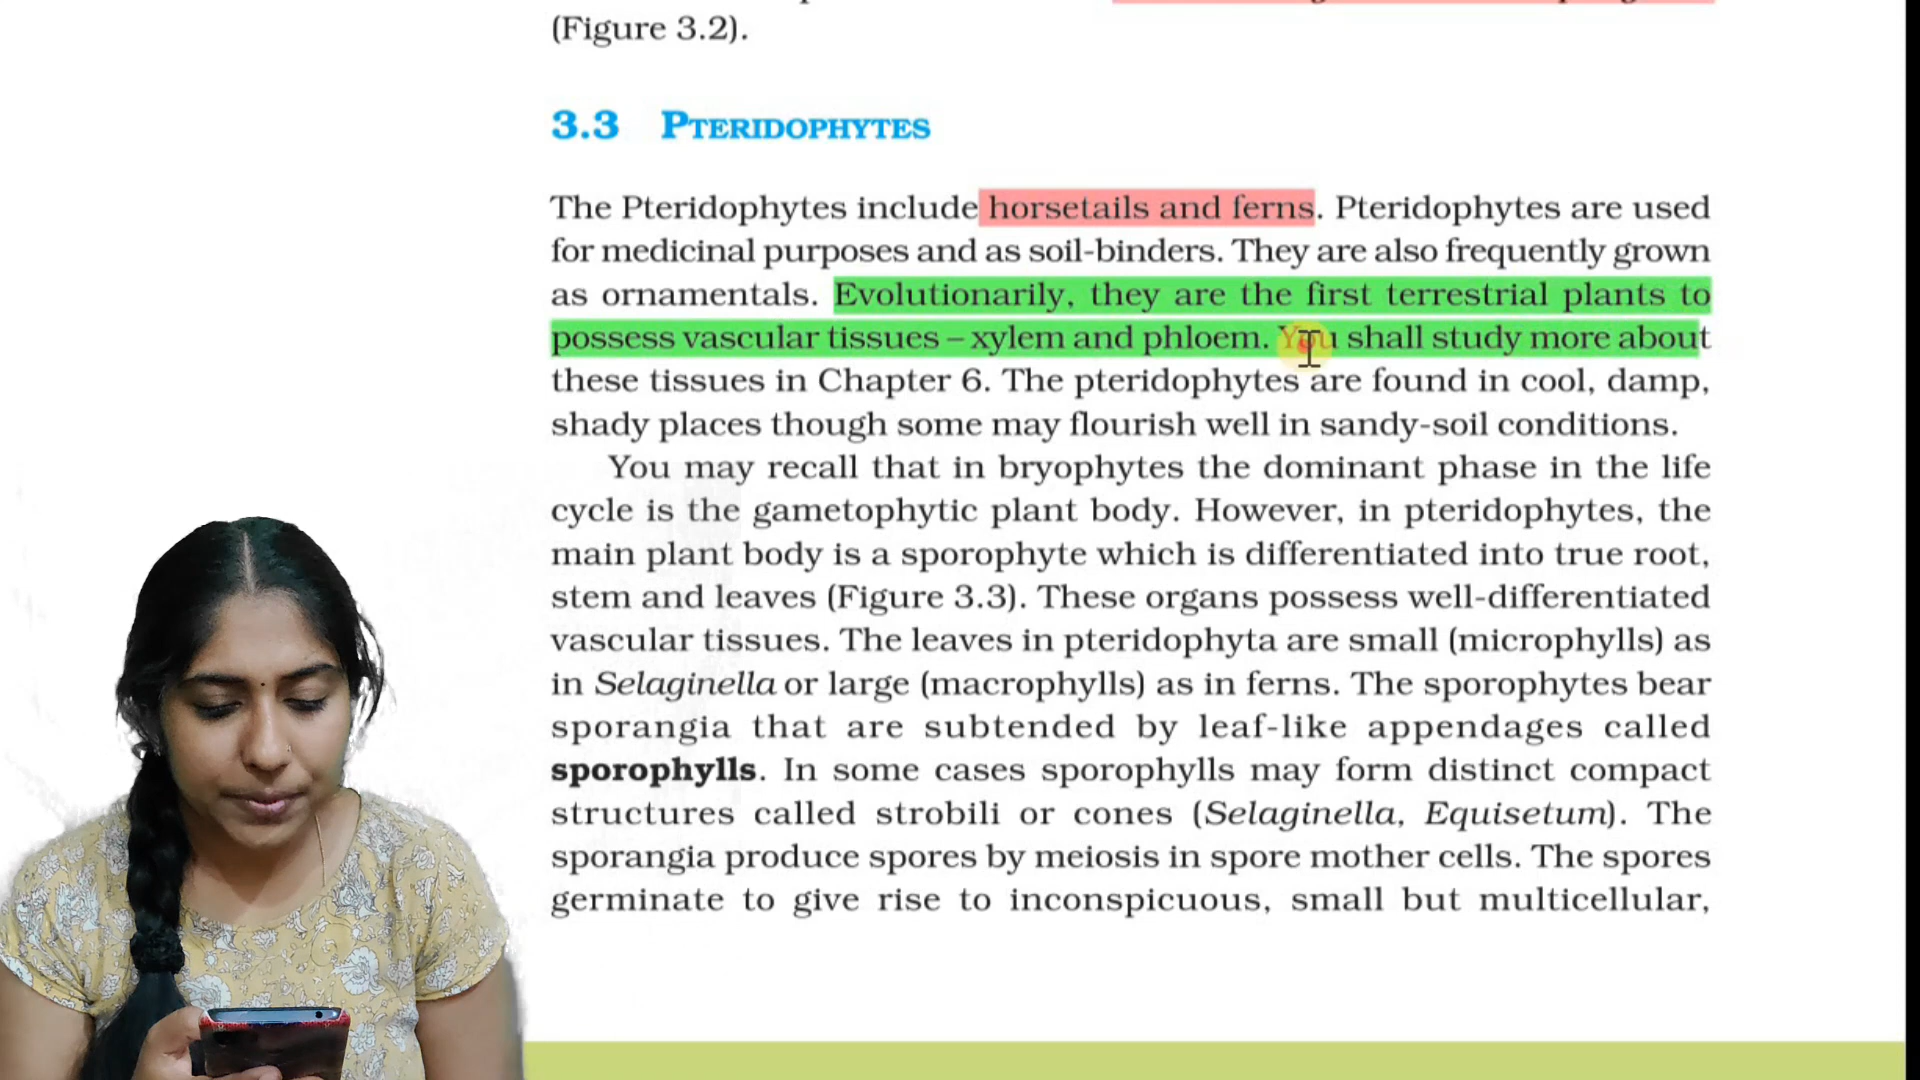 (Figure 3.2).
3.3 PTERIDOPHYTES
The Pteridophytes include horsetails and ferns. Pteridophytes are used
for medicinal purposes and as soil-binders. They are also frequently grown
as ornamentals. Evolutionarily, they are the first terrestrial plants to
possess vascular tissues – xylem and phloem. You shall study more about
these tissues in Chapter 6. The pteridophytes are found in cool, damp,
shady places though some may flourish well in sandy-soil conditions.
You may recall that in bryophytes the dominant phase in the life
cycle is the gametophytic plant body. However, in pteridophytes, the
main plant body is a sporophyte which is differentiated into true root,
stem and leaves (Figure 3.3). These organs possess well-differentiated
vascular tissues. The leaves in pteridophyta are small (microphylls) as
in Selaginella or large (macrophylls) as in ferns. The sporophytes bear
sporangia that are subtended by leaf-like appendages called
sporophylls. In some cases sporophylls may form distinct compact
structures called strobili or cones (Selaginella, Equisetum). The
sporangia produce spores by meiosis in spore mother cells. The spores
germinate to give rise to inconspicuous, small but multicellular,